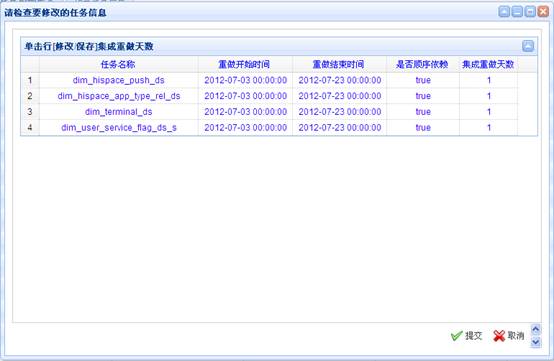 请检查要修改的任务信息
单击行[修改/保存]集成重做天数
任务名称 重做开始时间 重做结束时间 是否顺序依赖 集成重做天数
1 dim_hispace_push_ds 2012-07-03 00:00:00 2012-07-23 00:00:00 true 1
2 dim_hispace_app_type_rel_ds 2012-07-03 00:00:00 2012-07-23 00:00:00 true 1
3 dim_terminal_ds 2012-07-03 00:00:00 2012-07-23 00:00:00 true 1
4 dim_user_service_flag_ds_s 2012-07-03 00:00:00 2012-07-23 00:00:00 true 1
提交 取消